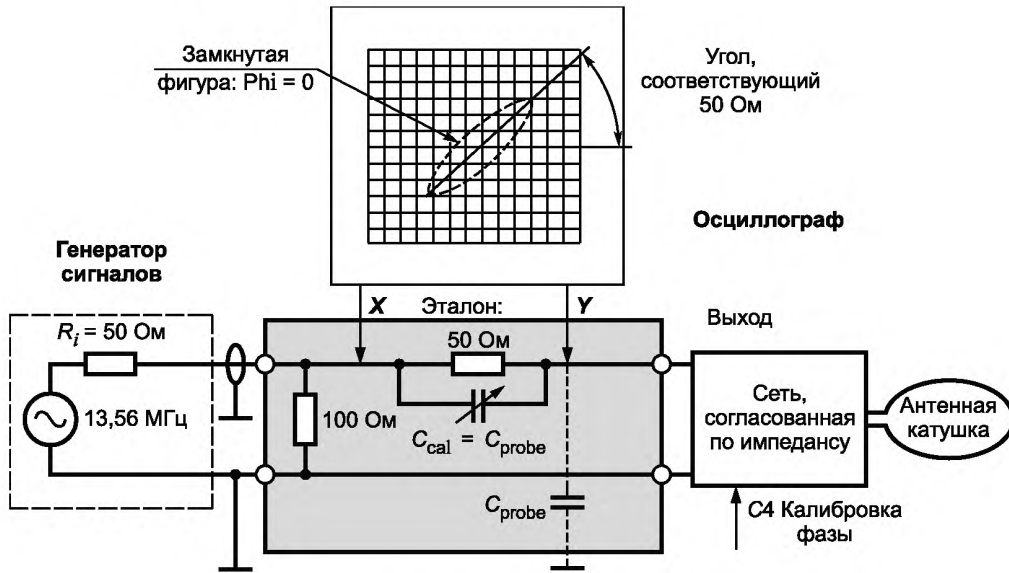 Замкнутая
фигура: Phi = 0
Угол,
соответствующий
50 Ом
Осциллограф
Генератор
сигналов
X
Эталон:
Y
R_i = 50 Ом
50 Ом
Выход
13,56 МГц
100 Ом
C_cal = C_probe
Сеть,
согласованная
по импедансу
Антенная
катушка
C_probe
C4 Калибровка
фазы